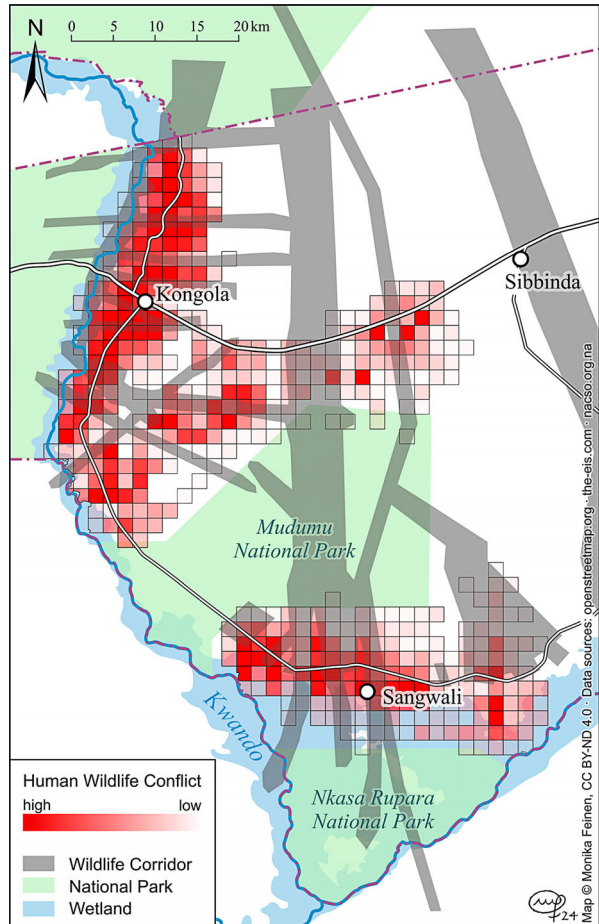 N
0 5 10 15 20 km
Kongola
Sibbinda
Mudumu
National Park
Sangwali
Kwando
Nkasa Rupara
National Park
Human Wildlife Conflict
high low
Wildlife Corridor
National Park
Wetland
Map © Monika Feinen, CC BY-ND 4.0 · Data sources: openstreetmap.org · the-eis.com · nacso.org.na
24